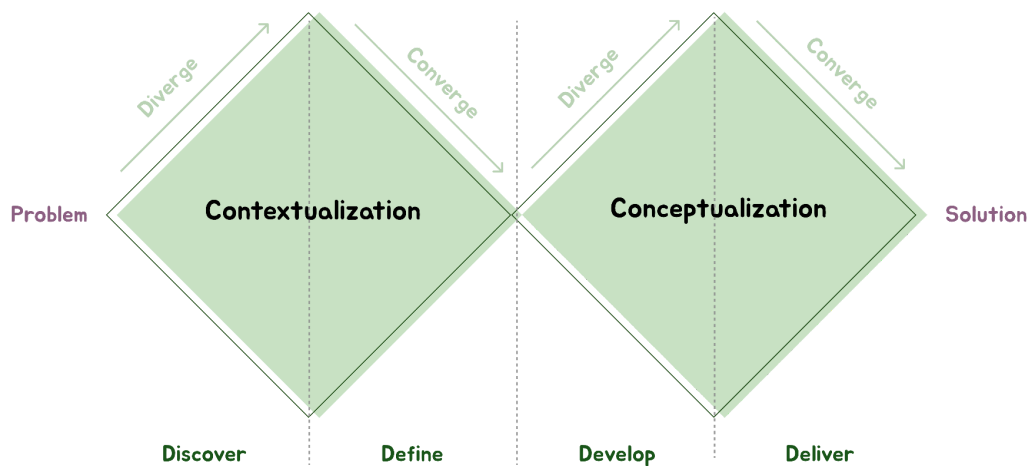 Diverge
Converge
Diverge
Converge
Problem
Contextualization
Conceptualization
Solution
Discover
Define
Develop
Deliver